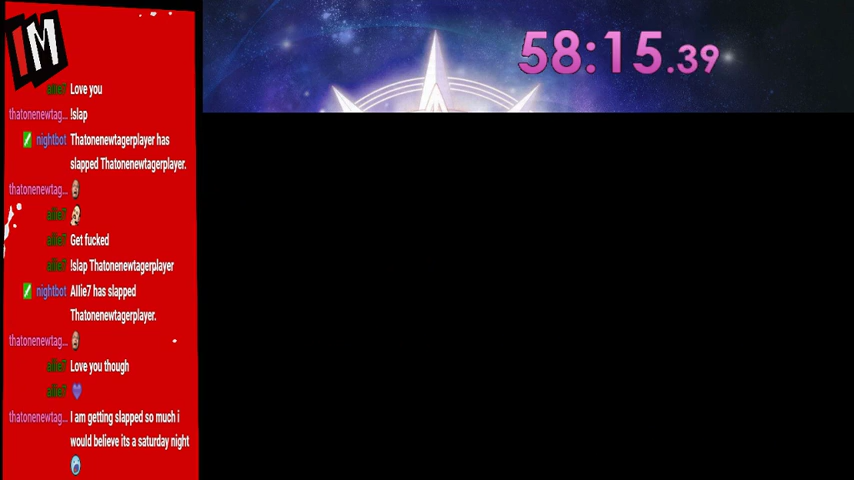 IM
58:15.39
allie7 Love you
thatonenewtag... !slap
nightbot Thatonenewtagerplayer has
slapped Thatonenewtagerplayer.
thatonenewtag...
allie7
allie7 Get fucked
allie7 !slap Thatonenewtagerplayer
nightbot Allie7 has slapped
Thatonenewtagerplayer.
thatonenewtag...
allie7 Love you though
allie7
thatonenewtag... I am getting slapped so much i
would believe its a saturday night